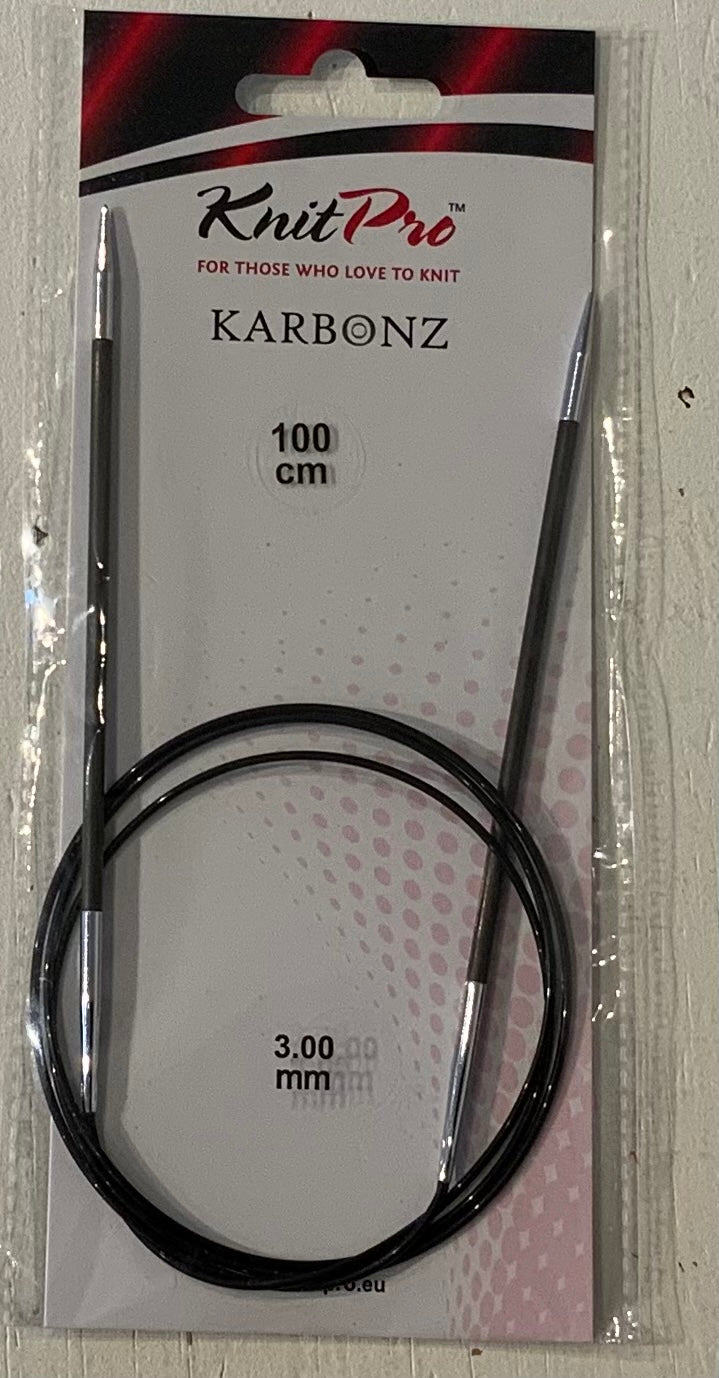 KnitPro™
FOR THOSE WHO LOVE TO KNIT
KARBONZ
100
cm
3.00
mm